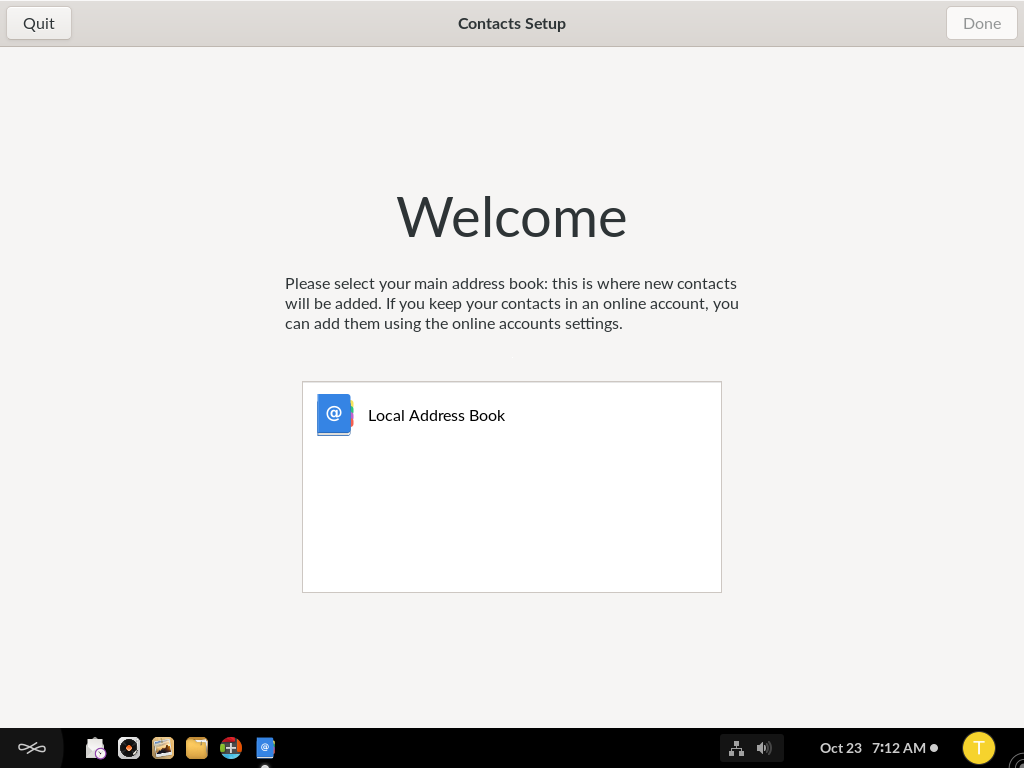 Quit
Contacts Setup
Done
Welcome
Please select your main address book: this is where new contacts
will be added. If you keep your contacts in an online account, you
can add them using the online accounts settings.
@
Local Address Book
@
Oct 23 7:12 AM
T